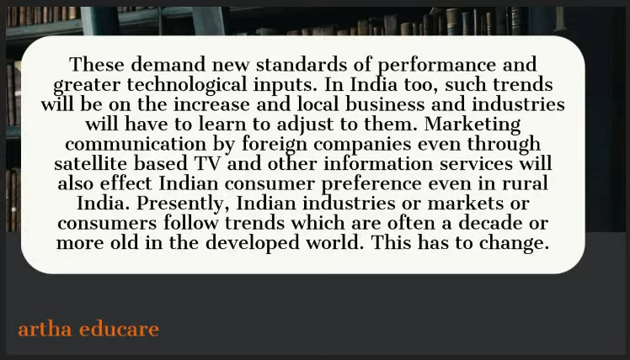 These demand new standards of performance and
greater technological inputs. In India too, such trends
will be on the increase and local business and industries
will have to learn to adjust to them. Marketing
communication by foreign companies even through
satellite based TV and other information services will
also effect Indian consumer preference even in rural
India. Presently, Indian industries or markets or
consumers follow trends which are often a decade or
more old in the developed world. This has to change.
artha educare